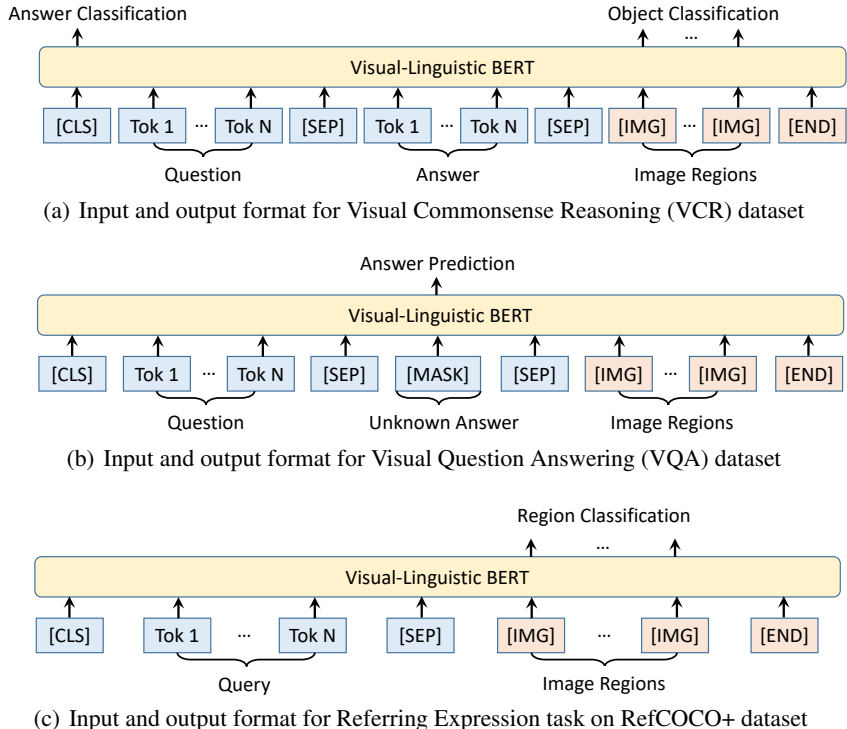 Answer Classification Object Classification
...
Visual-Linguistic BERT
[CLS] Tok 1 ... Tok N [SEP] Tok 1 ... Tok N [SEP] [IMG] ... [IMG] [END]
Question Answer Image Regions
(a) Input and output format for Visual Commonsense Reasoning (VCR) dataset
Answer Prediction
Visual-Linguistic BERT
[CLS] Tok 1 ... Tok N [SEP] [MASK] [SEP] [IMG] ... [IMG] [END]
Question Unknown Answer Image Regions
(b) Input and output format for Visual Question Answering (VQA) dataset
Region Classification
...
Visual-Linguistic BERT
[CLS] Tok 1 ... Tok N [SEP] [IMG] ... [IMG] [END]
Query Image Regions
(c) Input and output format for Referring Expression task on RefCOCO+ dataset